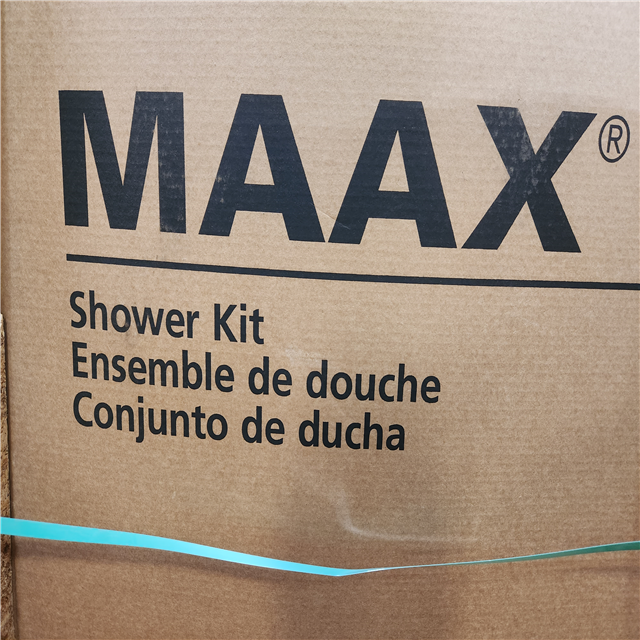 MAAX®
Shower Kit
Ensemble de douche
Conjunto de ducha